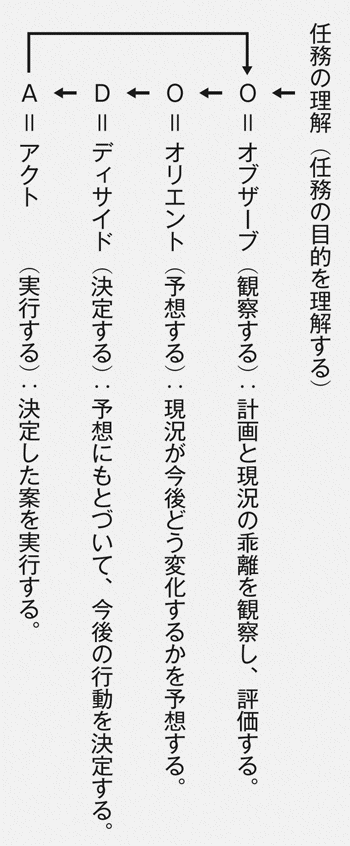 任務の理解（任務の目的を理解する）
O＝オブザーブ（観察する）：計画と現況の乖離を観察し、評価する。
O＝オリエント（予想する）：現況が今後どう変化するかを予想する。
D＝ディサイド（決定する）：予想にもとづいて、今後の行動を決定する。
A＝アクト（実行する）：決定した案を実行する。